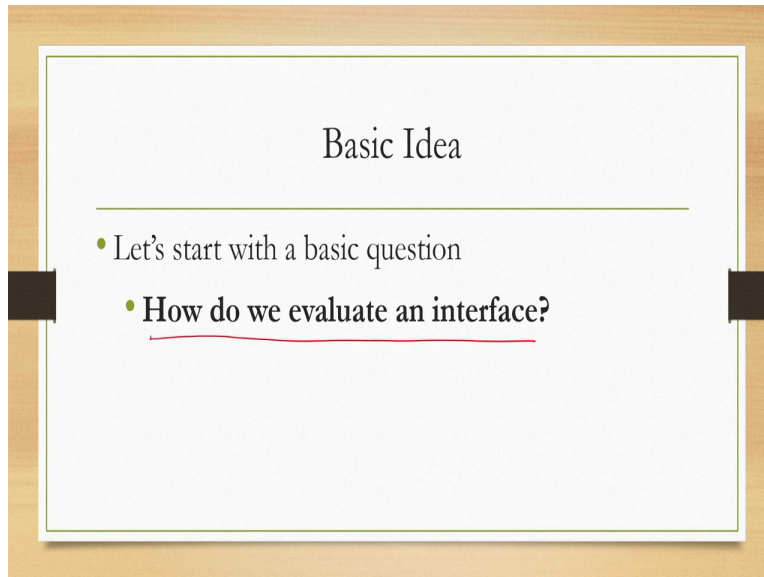 Basic Idea
• Let’s start with a basic question
• How do we evaluate an interface?